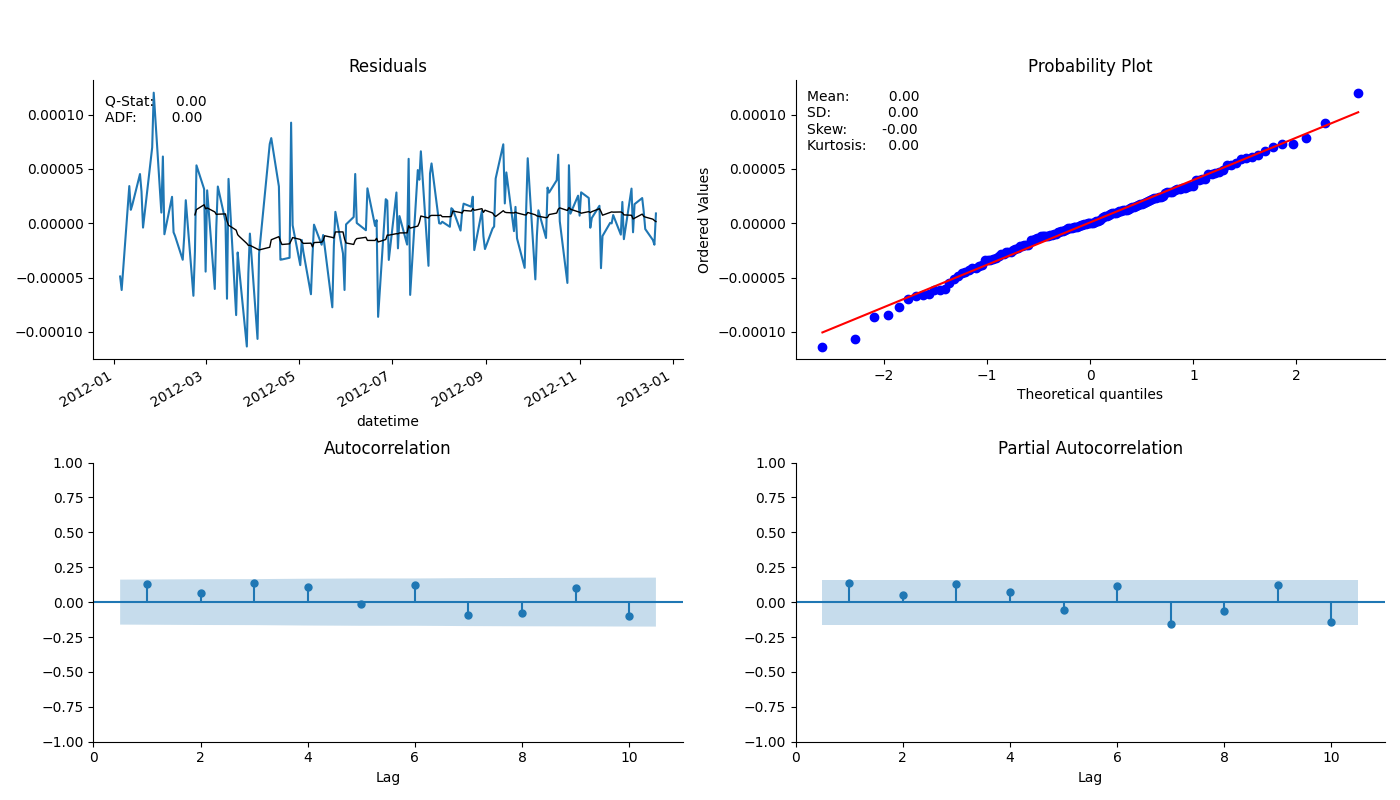 Residuals
Q-Stat: 0.00
ADF: 0.00
0.00010
0.00005
0.00000
−0.00005
−0.00010
2012-01
2012-03
2012-05
2012-07
2012-09
2012-11
2013-01
datetime
Probability Plot
Mean: 0.00
SD: 0.00
Skew: -0.00
Kurtosis: 0.00
Ordered Values
0.00010
0.00005
0.00000
−0.00005
−0.00010
−2 −1 0 1 2
Theoretical quantiles
Autocorrelation
1.00
0.75
0.50
0.25
0.00
−0.25
−0.50
−0.75
−1.00
0 2 4 6 8 10
Lag
Partial Autocorrelation
1.00
0.75
0.50
0.25
0.00
−0.25
−0.50
−0.75
−1.00
0 2 4 6 8 10
Lag